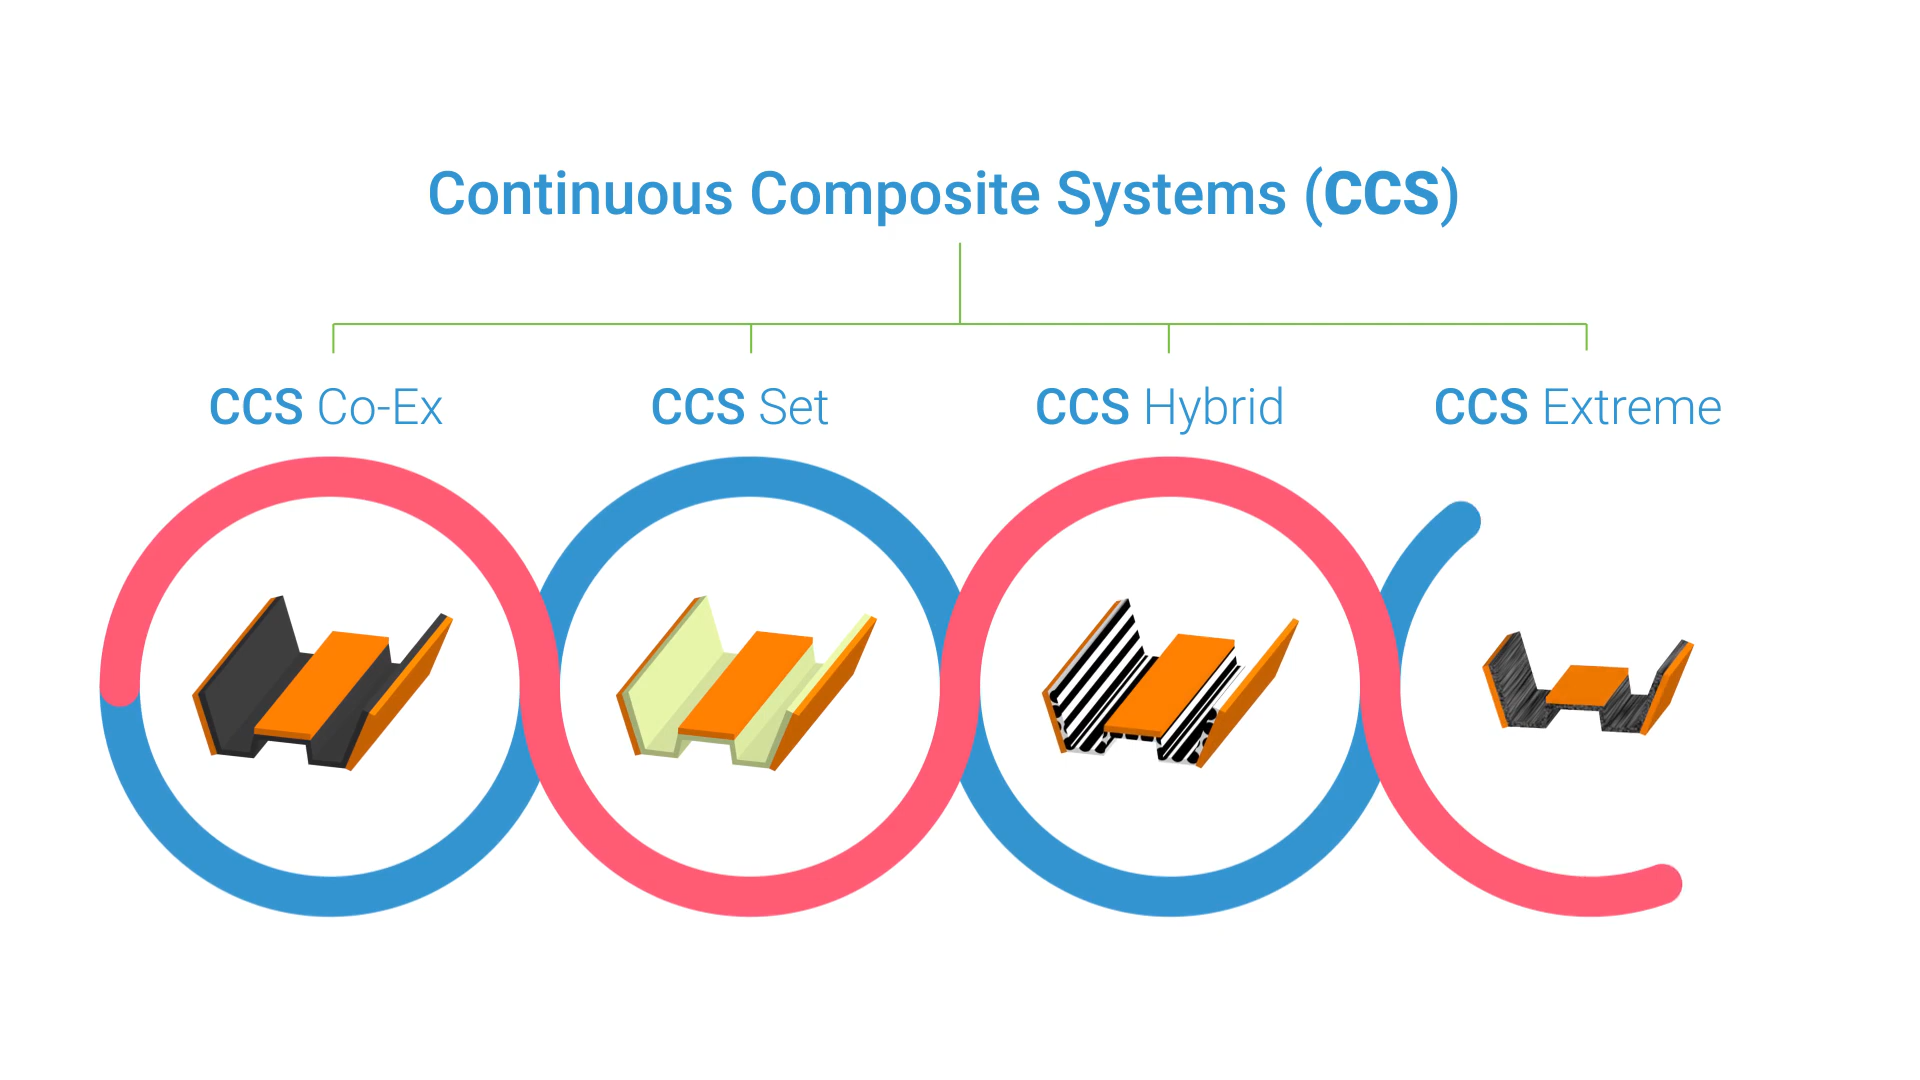 Continuous Composite Systems (CCS)
CCS Co-Ex
CCS Set
CCS Hybrid
CCS Extreme